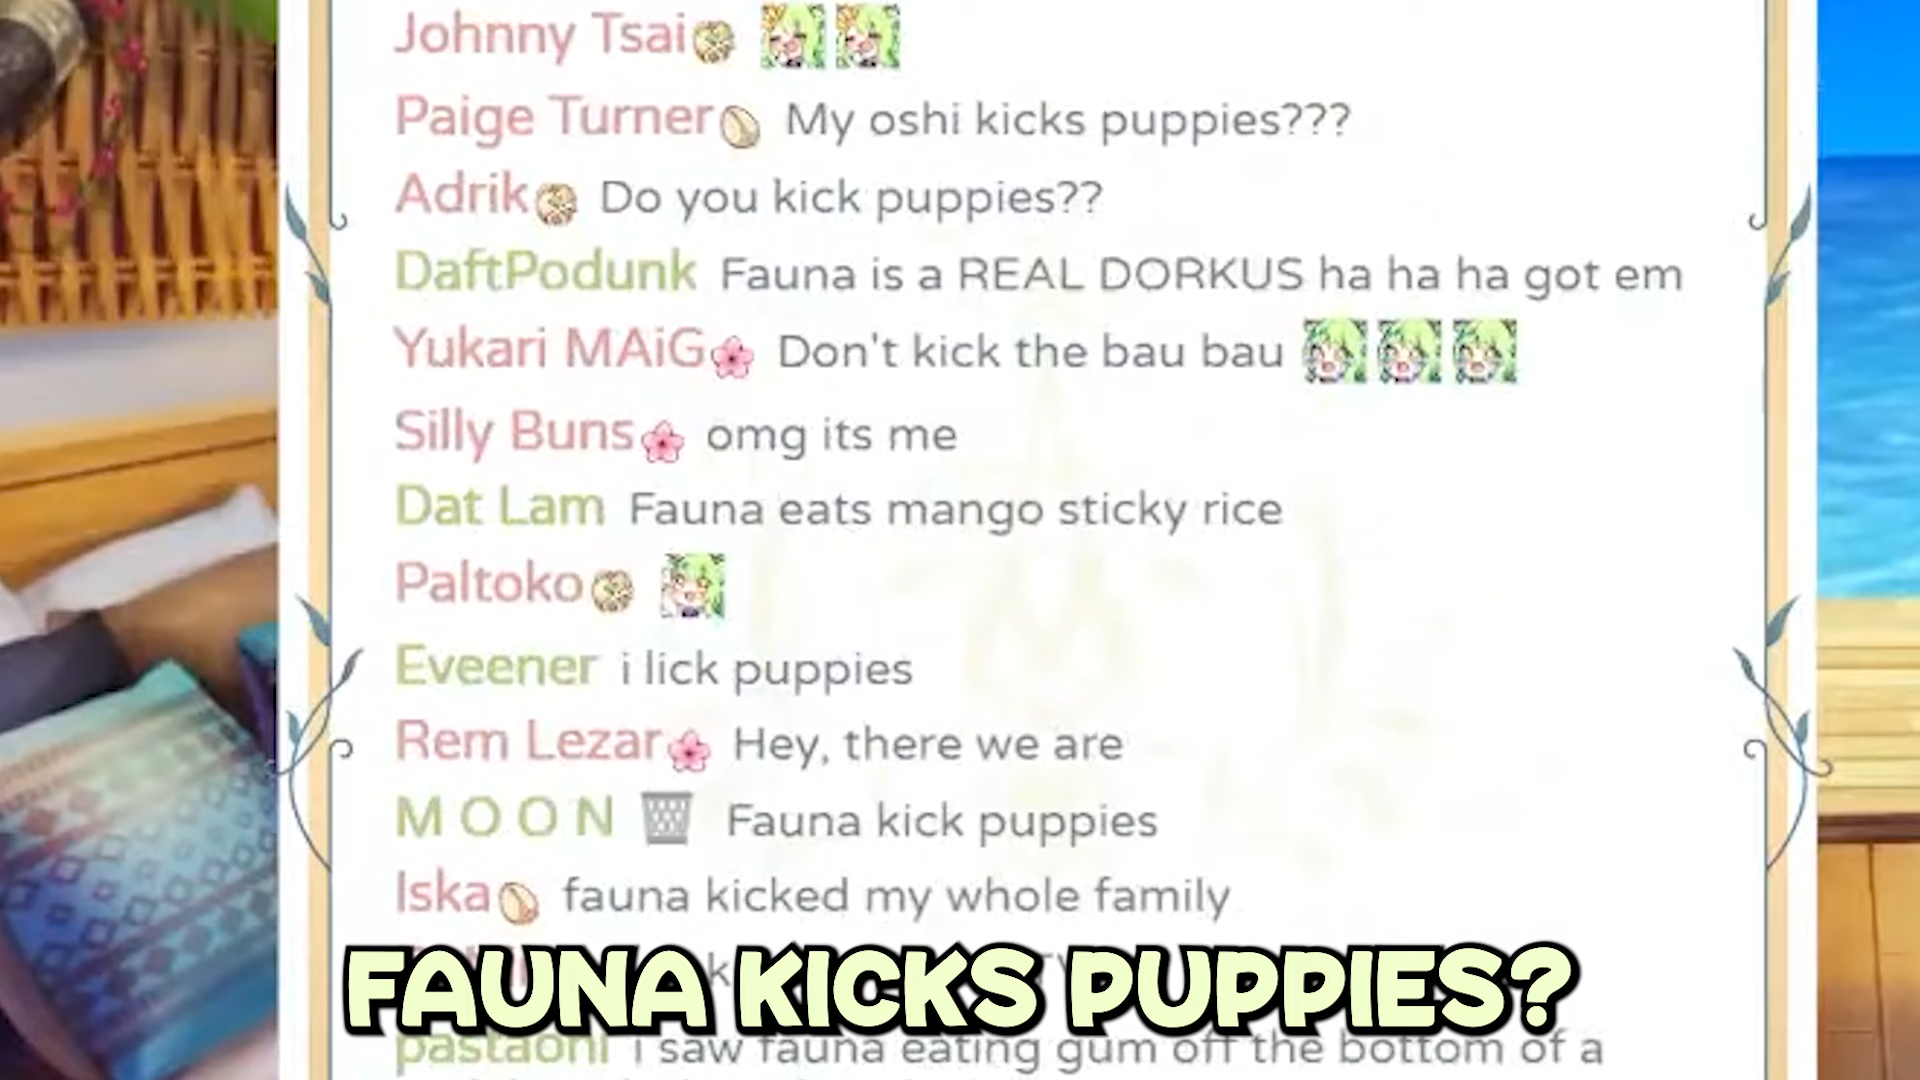 Johnny Tsai
Paige Turner My oshi kicks puppies???
Adrik Do you kick puppies??
DaftPodunk Fauna is a REAL DORKUS ha ha ha got em
Yukari MAiG Don't kick the bau bau
Silly Buns omg its me
Dat Lam Fauna eats mango sticky rice
Paltoko
Eveener i lick puppies
Rem Lezar Hey, there we are
M O O N Fauna kick puppies
Iska fauna kicked my whole family
FAUNA KICKS PUPPIES?
pastaoni i saw fauna eating gum off the bottom of a